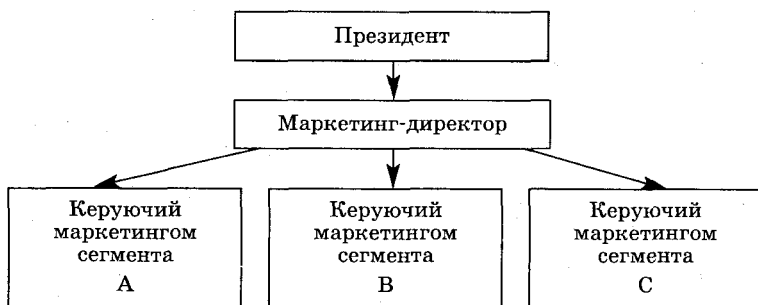 Президент
Маркетинг-директор
Керуючий
маркетингом
сегмента
А
Керуючий
маркетингом
сегмента
В
Керуючий
маркетингом
сегмента
С